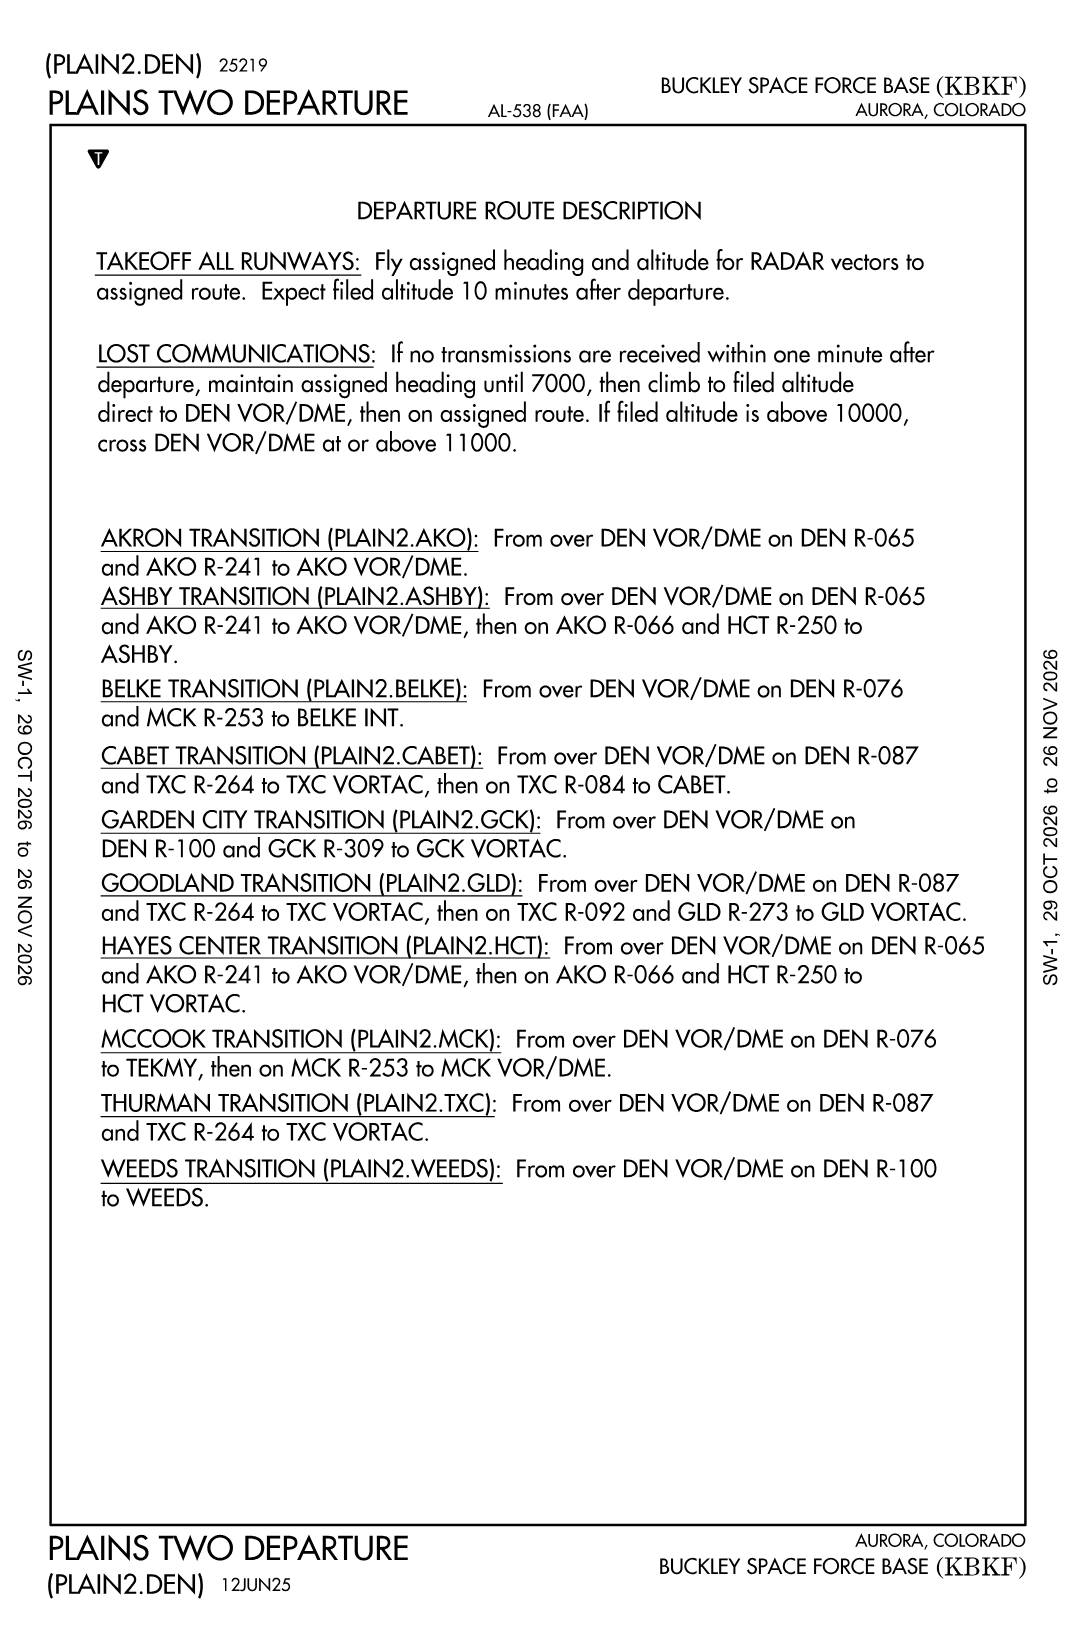 (PLAIN2.DEN) 25219
PLAINS TWO DEPARTURE
AL-538 (FAA)
BUCKLEY SPACE FORCE BASE (KBKF)
AURORA, COLORADO
T
DEPARTURE ROUTE DESCRIPTION
TAKEOFF ALL RUNWAYS: Fly assigned heading and altitude for RADAR vectors to
assigned route. Expect filed altitude 10 minutes after departure.
LOST COMMUNICATIONS: If no transmissions are received within one minute after
departure, maintain assigned heading until 7000, then climb to filed altitude
direct to DEN VOR/DME, then on assigned route. If filed altitude is above 10000,
cross DEN VOR/DME at or above 11000.
AKRON TRANSITION (PLAIN2.AKO): From over DEN VOR/DME on DEN R-065
and AKO R-241 to AKO VOR/DME.
ASHBY TRANSITION (PLAIN2.ASHBY): From over DEN VOR/DME on DEN R-065
and AKO R-241 to AKO VOR/DME, then on AKO R-066 and HCT R-250 to
ASHBY.
BELKE TRANSITION (PLAIN2.BELKE): From over DEN VOR/DME on DEN R-076
and MCK R-253 to BELKE INT.
CABET TRANSITION (PLAIN2.CABET): From over DEN VOR/DME on DEN R-087
and TXC R-264 to TXC VORTAC, then on TXC R-084 to CABET.
GARDEN CITY TRANSITION (PLAIN2.GCK): From over DEN VOR/DME on
DEN R-100 and GCK R-309 to GCK VORTAC.
GOODLAND TRANSITION (PLAIN2.GLD): From over DEN VOR/DME on DEN R-087
and TXC R-264 to TXC VORTAC, then on TXC R-092 and GLD R-273 to GLD VORTAC.
HAYES CENTER TRANSITION (PLAIN2.HCT): From over DEN VOR/DME on DEN R-065
and AKO R-241 to AKO VOR/DME, then on AKO R-066 and HCT R-250 to
HCT VORTAC.
MCCOOK TRANSITION (PLAIN2.MCK): From over DEN VOR/DME on DEN R-076
to TEKMY, then on MCK R-253 to MCK VOR/DME.
THURMAN TRANSITION (PLAIN2.TXC): From over DEN VOR/DME on DEN R-087
and TXC R-264 to TXC VORTAC.
WEEDS TRANSITION (PLAIN2.WEEDS): From over DEN VOR/DME on DEN R-100
to WEEDS.
SW-1, 29 OCT 2026 to 26 NOV 2026
SW-1, 29 OCT 2026 to 26 NOV 2026
PLAINS TWO DEPARTURE
(PLAIN2.DEN) 12JUN25
AURORA, COLORADO
BUCKLEY SPACE FORCE BASE (KBKF)